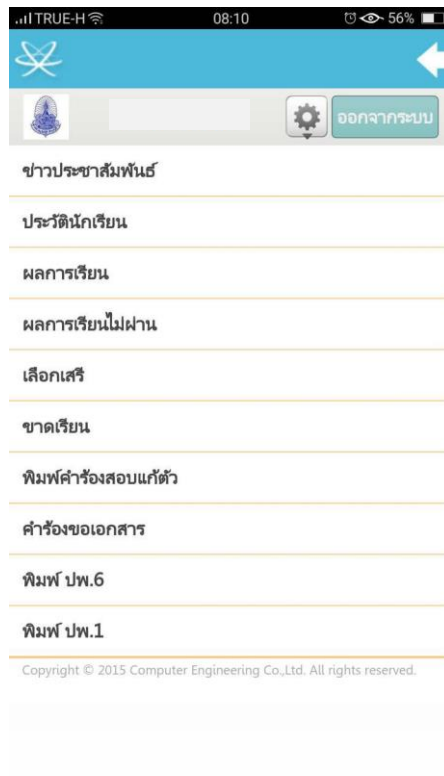 TRUE-H 08:10 56%
ออกจากระบบ
ข่าวประชาสัมพันธ์
ประวัตินักเรียน
ผลการเรียน
ผลการเรียนไม่ผ่าน
เลือกเสรี
ขาดเรียน
พิมพ์คำร้องสอบแก้ตัว
คำร้องขอเอกสาร
พิมพ์ ปพ.6
พิมพ์ ปพ.1
Copyright © 2015 Computer Engineering Co.,Ltd. All rights reserved.